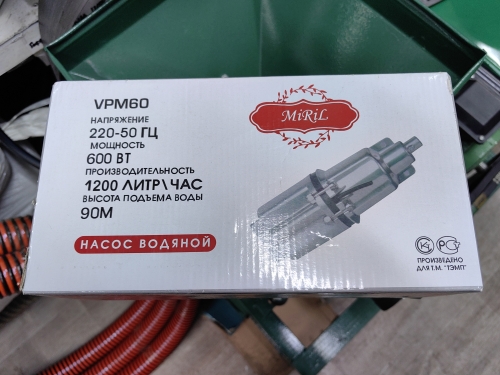 VPM60
НАПРЯЖЕНИЕ
220-50 ГЦ
МОЩНОСТЬ
600 ВТ
ПРОИЗВОДИТЕЛЬНОСТЬ
1200 ЛИТР\ЧАС
ВЫСОТА ПОДЪЕМА ВОДЫ
90М
НАСОС ВОДЯНОЙ
MiRiL
ПРОИЗВЕДЕНО
ДЛЯ Т.М. "ТЭМП"